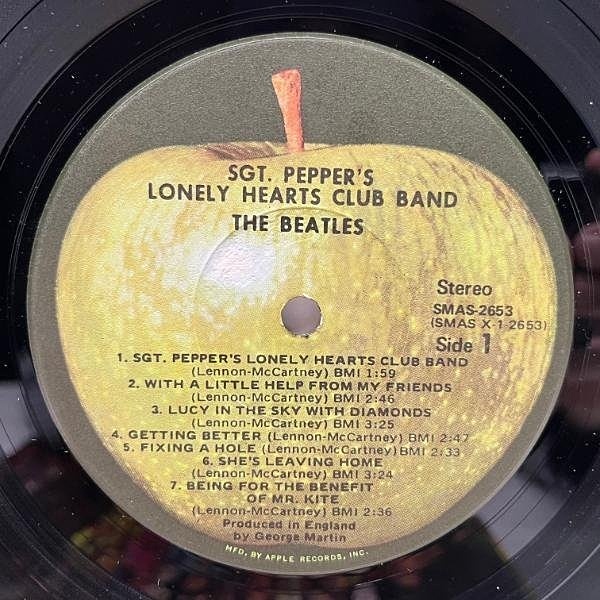 SGT. PEPPER'S
LONELY HEARTS CLUB BAND
THE BEATLES
Stereo
SMAS-2653
(SMAS X-1-2653)
Side 1
1. SGT. PEPPER'S LONELY HEARTS CLUB BAND
(Lennon-McCartney) BMI 1:59
2. WITH A LITTLE HELP FROM MY FRIENDS
(Lennon-McCartney) BMI 2:46
3. LUCY IN THE SKY WITH DIAMONDS
(Lennon-McCartney) BMI 3:25
4. GETTING BETTER (Lennon-McCartney) BMI 2:47
5. FIXING A HOLE (Lennon-McCartney) BMI 2:33
6. SHE'S LEAVING HOME
(Lennon-McCartney) BMI 3:24
7. BEING FOR THE BENEFIT
OF MR. KITE
(Lennon-McCartney) BMI 2:36
Produced in England
by George Martin
MFD. BY APPLE RECORDS, INC.